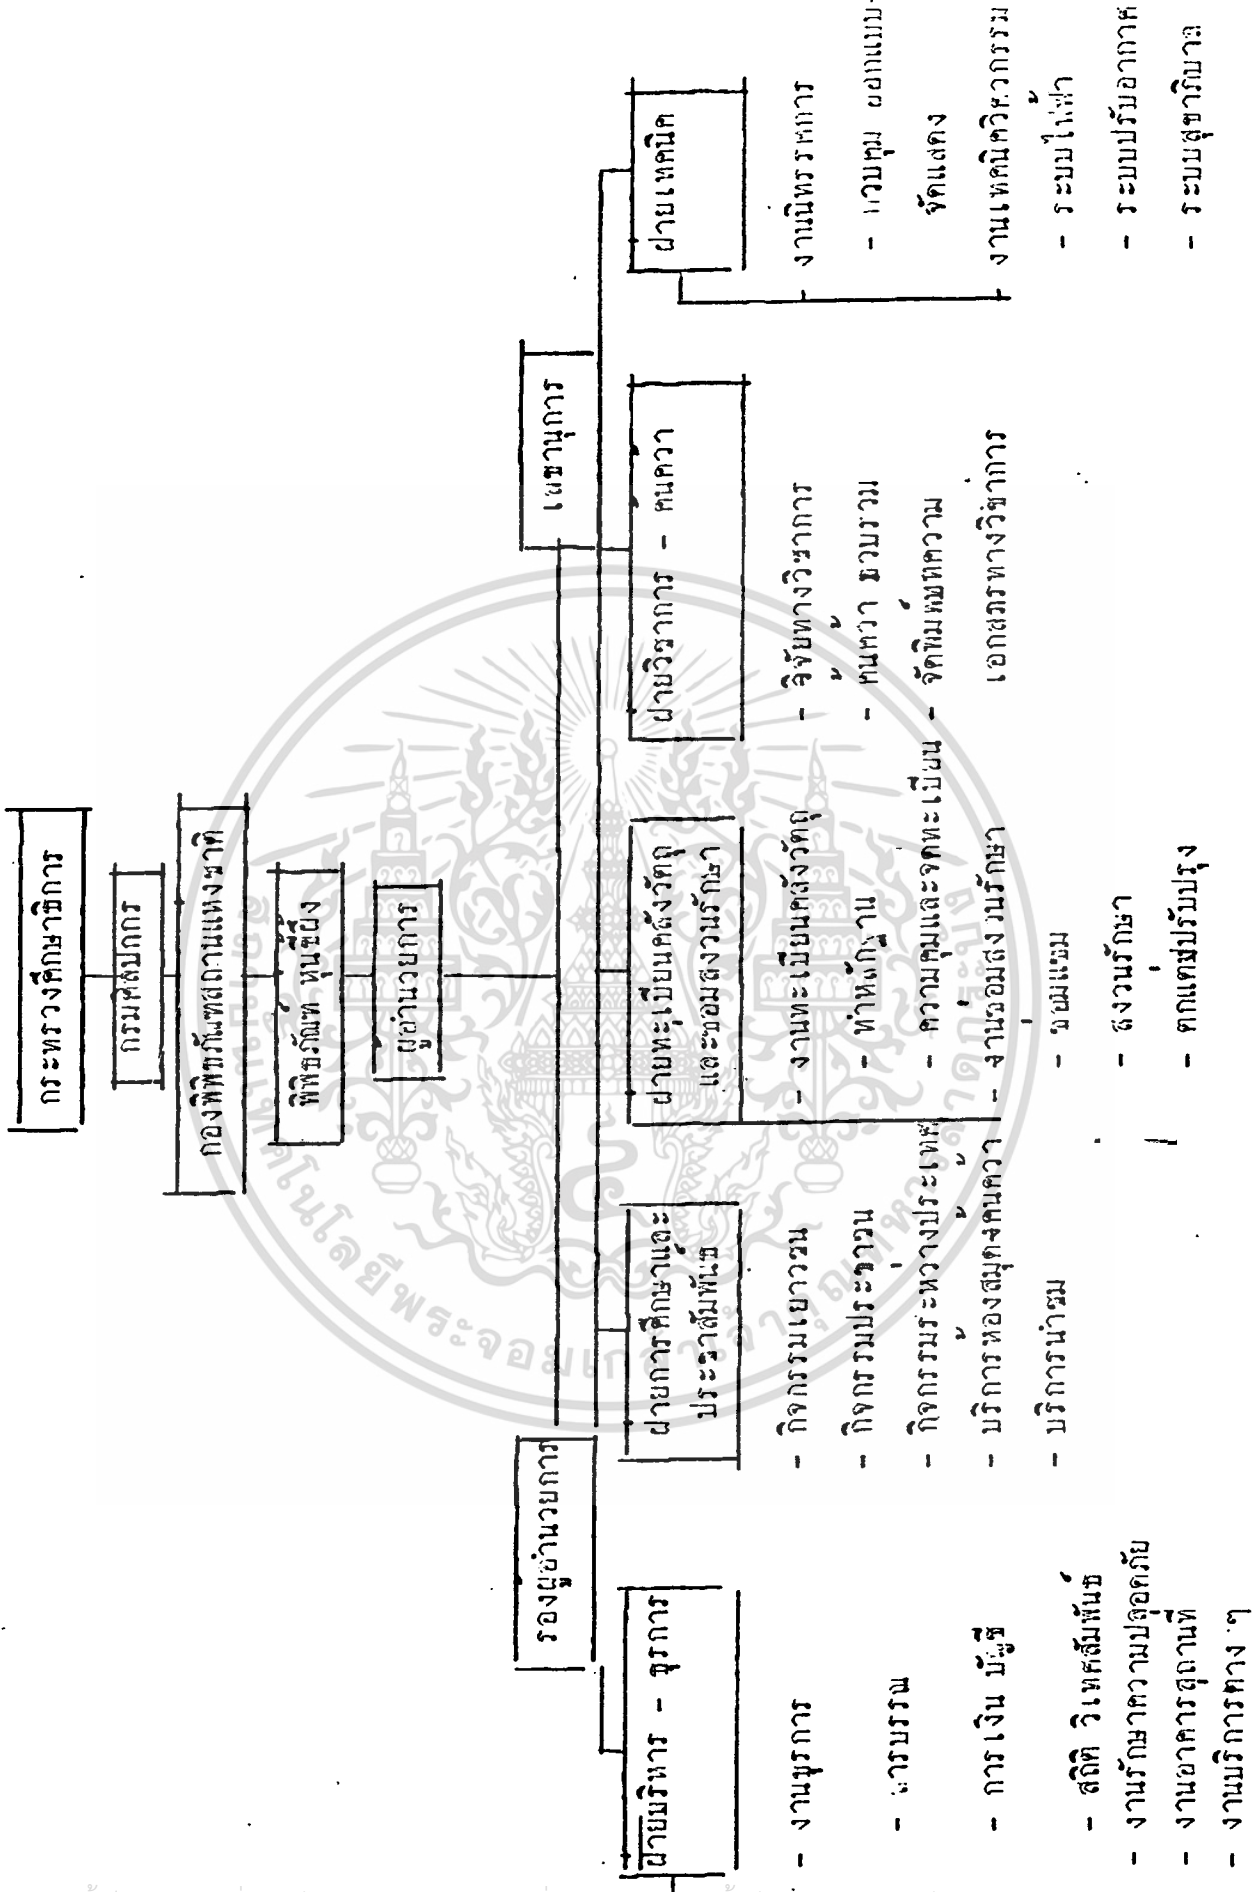 กระทรวงศึกษาธิการ
กรมศิลปกร
กองพิพิธภัณฑสถานแห่งชาติ
พิพิธภัณฑ์ หุ่นขี้ผึ้ง
ผู้อำนวยการ
รองผู้อำนวยการ
เลขานุการ
ฝ่ายบริหาร - ธุรการ
- งานธุรการ
- สารบรรณ
- การเงิน บัญชี
- สถิติ วิเทศสัมพันธ์
- งานรักษาความปลอดภัย
- งานอาคารสถานที่
- งานบริการต่าง ๆ
ฝ่ายการศึกษาและ
ประชาสัมพันธ์
- กิจกรรมเยาวชน
- กิจกรรมประชาชน
- กิจกรรมระหว่างประเทศ
- บริการห้องสมุดค้นคว้า
- บริการนำชม
ฝ่ายทะเบียนคลังวัตถุ
และซ่อมสงวนรักษา
- งานทะเบียนคลังวัตถุ
- ทำหลักฐาน
- ควบคุมและจดทะเบียน
- งานซ่อมสงวนรักษา
- ซ่อมแซม
- สงวนรักษา
- ตกแต่งปรับปรุง
ฝ่ายวิชาการ - ค้นคว้า
- วิจัยทางวิชาการ
- ค้นคว้า รวบรวม
- จัดพิมพ์บทความ
เอกสารทางวิชาการ
ฝ่ายเทคนิค
- งานนิทรรศการ
- ควบคุม ออกแบบ
จัดแสดง
- งานเทคนิควิศวกรรม
- ระบบไฟฟ้า
- ระบบปรับอากาศ
- ระบบสุขาภิบาล